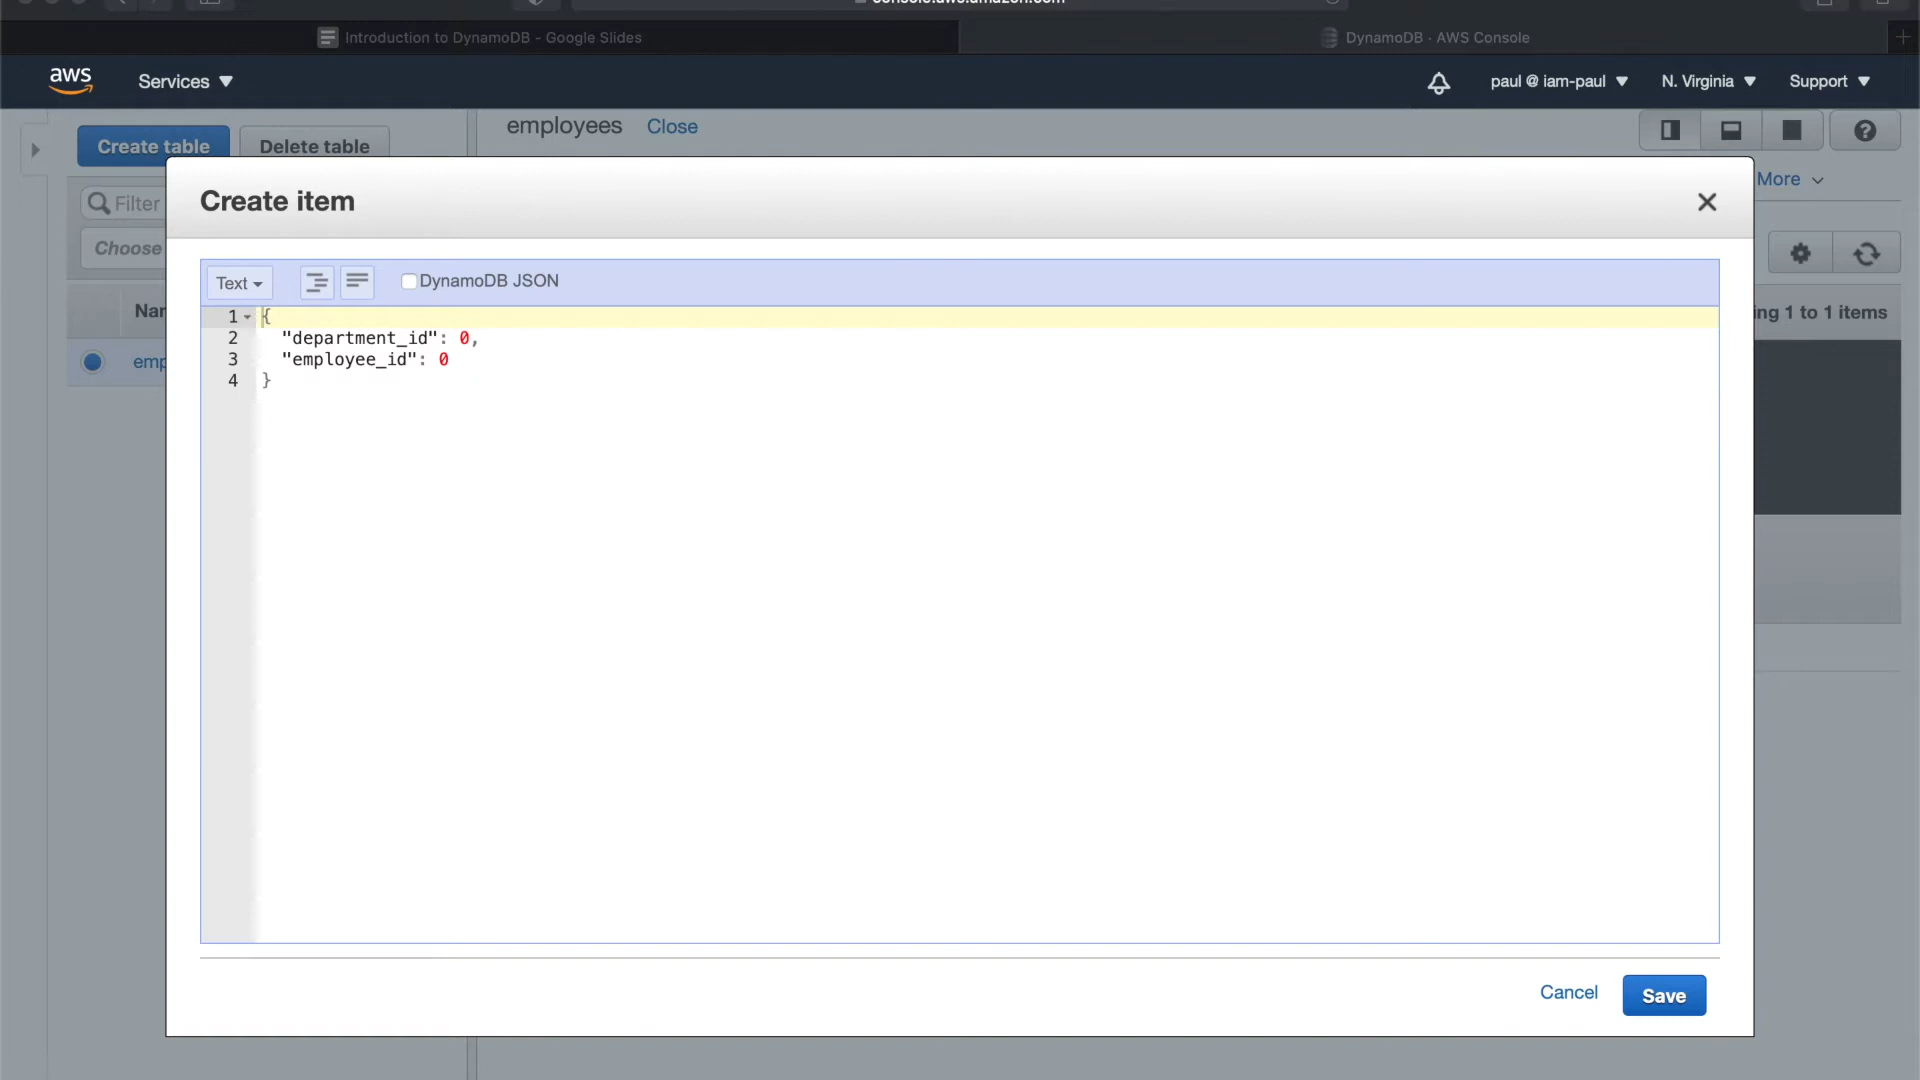 Introduction to DynamoDB - Google Slides
DynamoDB · AWS Console
aws
Services
paul @ iam-paul
N. Virginia
Support
Create table
Delete table
employees
Close
More
Create item
Filter
Choose
Text
DynamoDB JSON
1 {
2 "department_id": 0,
3 "employee_id": 0
4 }
ing 1 to 1 items
Cancel
Save